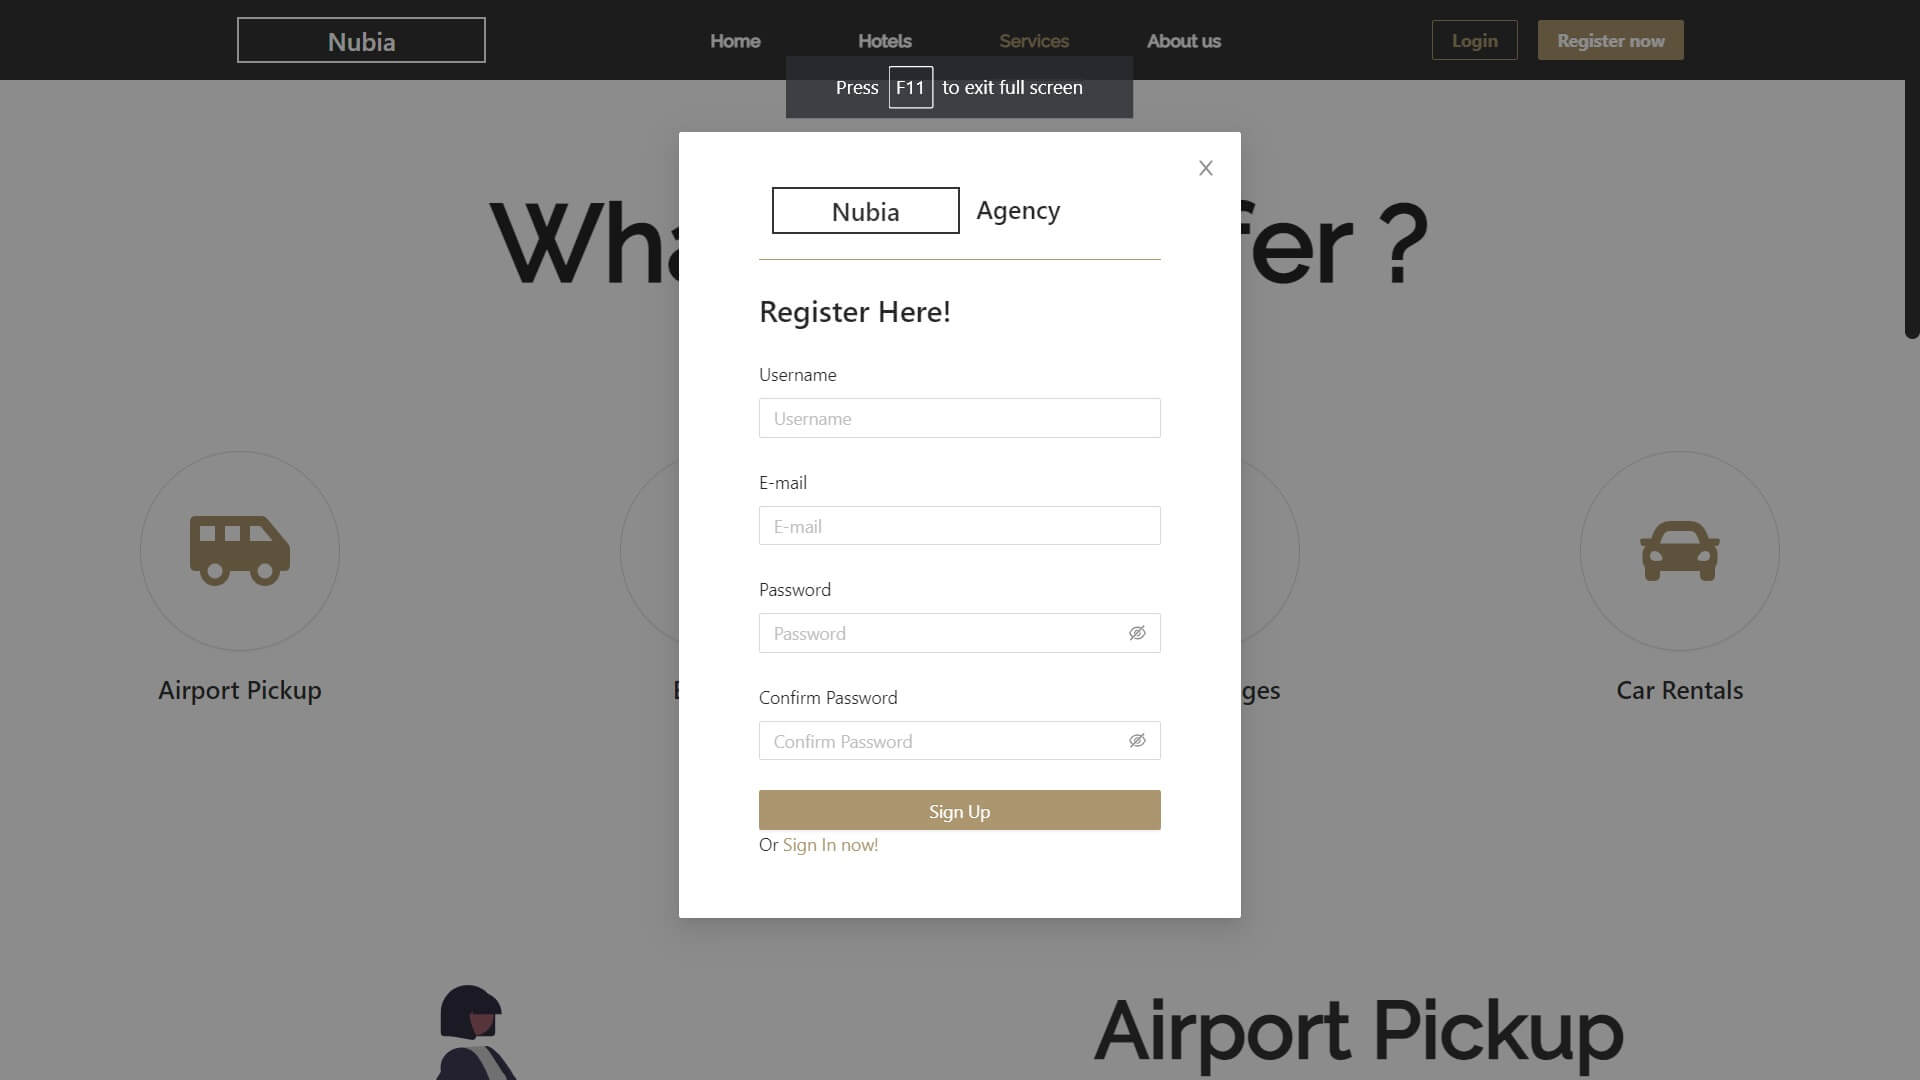 Nubia
Home
Hotels
Services
About us
Login
Register now
Press F11 to exit full screen
Nubia Agency
fer ?
Register Here!
Username
Username
E-mail
E-mail
Password
Password
Confirm Password
Confirm Password
Sign Up
Or Sign In now!
Airport Pickup
ges
Car Rentals
Airport Pickup